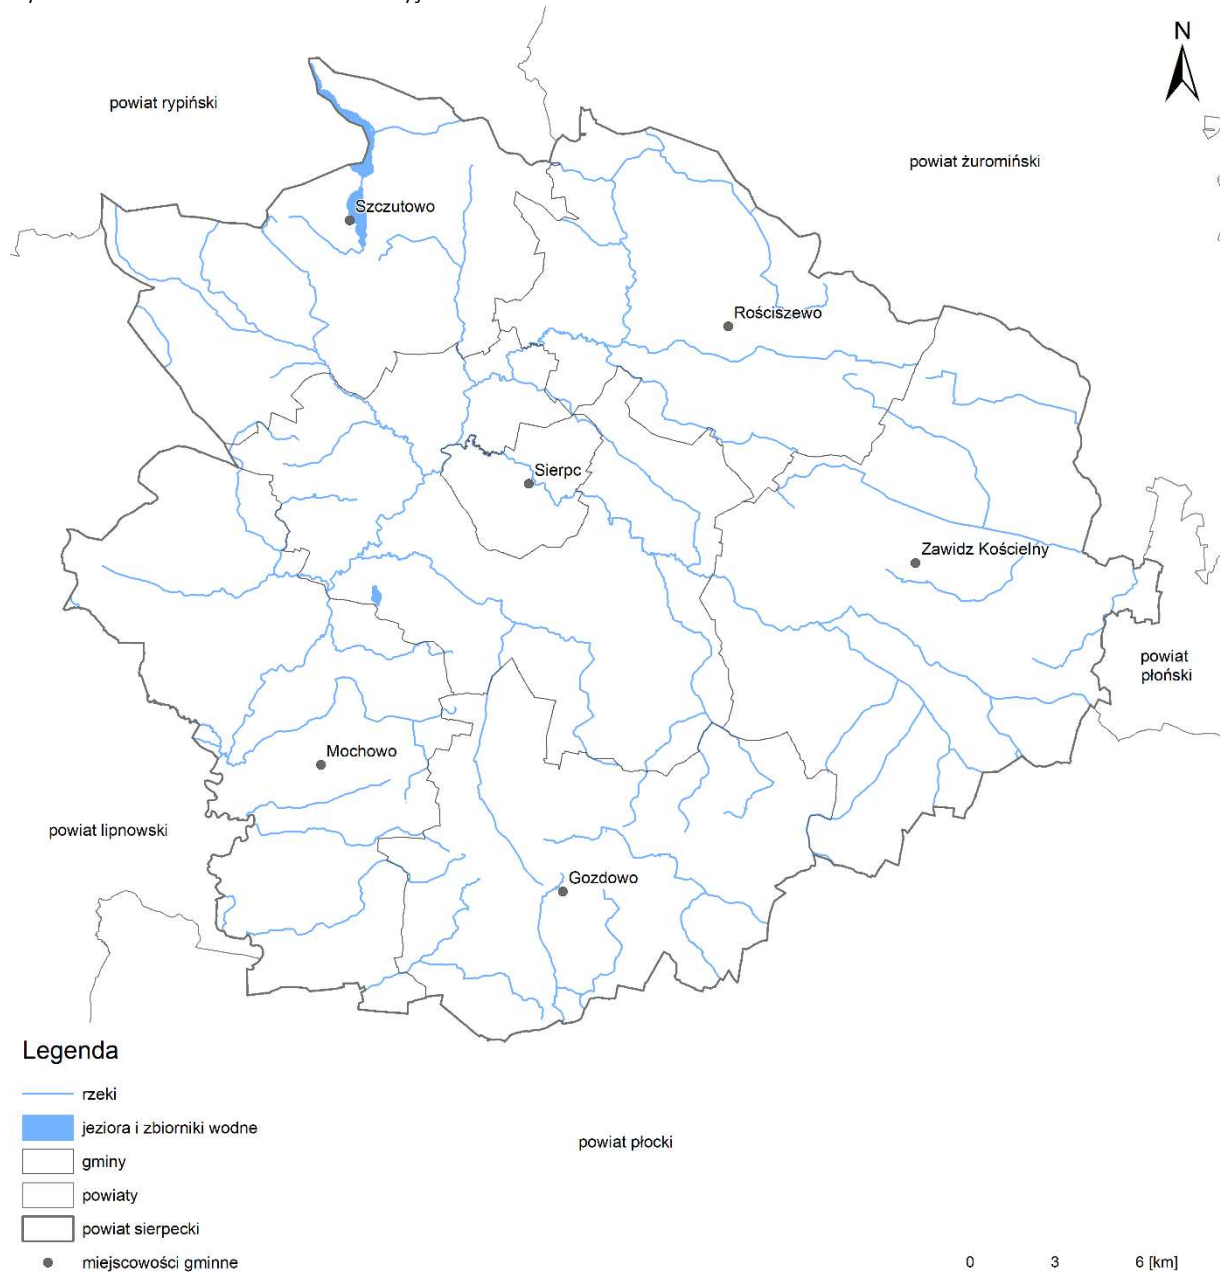 N
powiat rypiński
powiat żuromiński
Szczutowo
Rościszewo
Sierpc
Zawidz Kościelny
powiat
płoński
Mochowo
powiat lipnowski
Gozdowo
Legenda
rzeki
jeziora i zbiorniki wodne
gminy
powiat płocki
powiaty
powiat sierpecki
miejscowości gminne
0 3 6 [km]